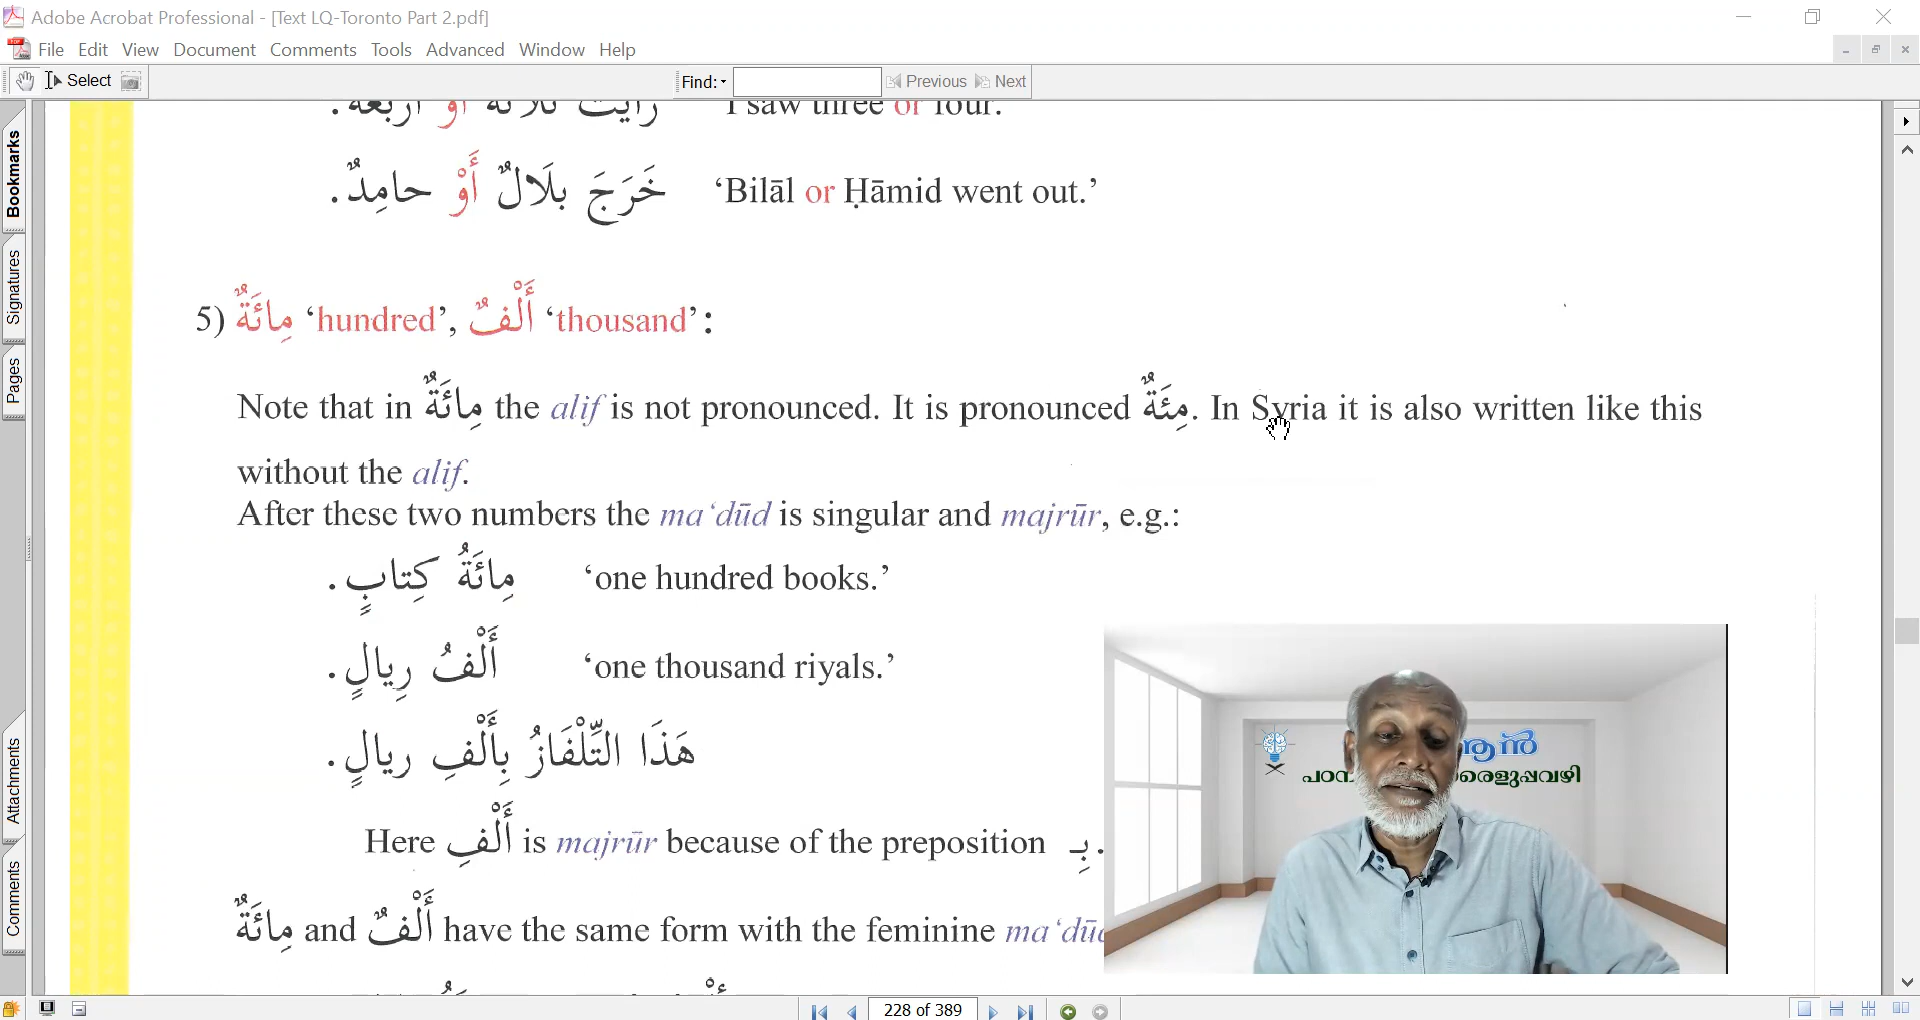 Adobe Acrobat Professional - [Text LQ-Toronto Part 2.pdf]
File Edit View Document Comments Tools Advanced Window Help
Select Find: Previous Next
رَأَيْتُ ثَلَاثَةً أَوْ أَرْبَعَةً. I saw three or four.
خَرَجَ بِلَالٌ أَوْ حامِدٌ. ‘Bilāl or Ḥāmid went out.’
5) مِائَةٌ ‘hundred’, أَلْفٌ ‘thousand’:
Note that in مِائَةٌ the alif is not pronounced. It is pronounced مِئَةٌ. In Syria it is also written like this
without the alif.
After these two numbers the ma‘dūd is singular and majrūr, e.g.:
مِائَةُ كِتابٍ. ‘one hundred books.’
أَلْفُ رِيالٍ. ‘one thousand riyals.’
هَذَا التِّلْفَازُ بِأَلْفِ ريالٍ.
Here أَلْفِ is majrūr because of the preposition بِـ.
مِائَةٌ and أَلْفٌ have the same form with the feminine ma‘dūd
Bookmarks
Signatures
Pages
Attachments
Comments
228 of 389